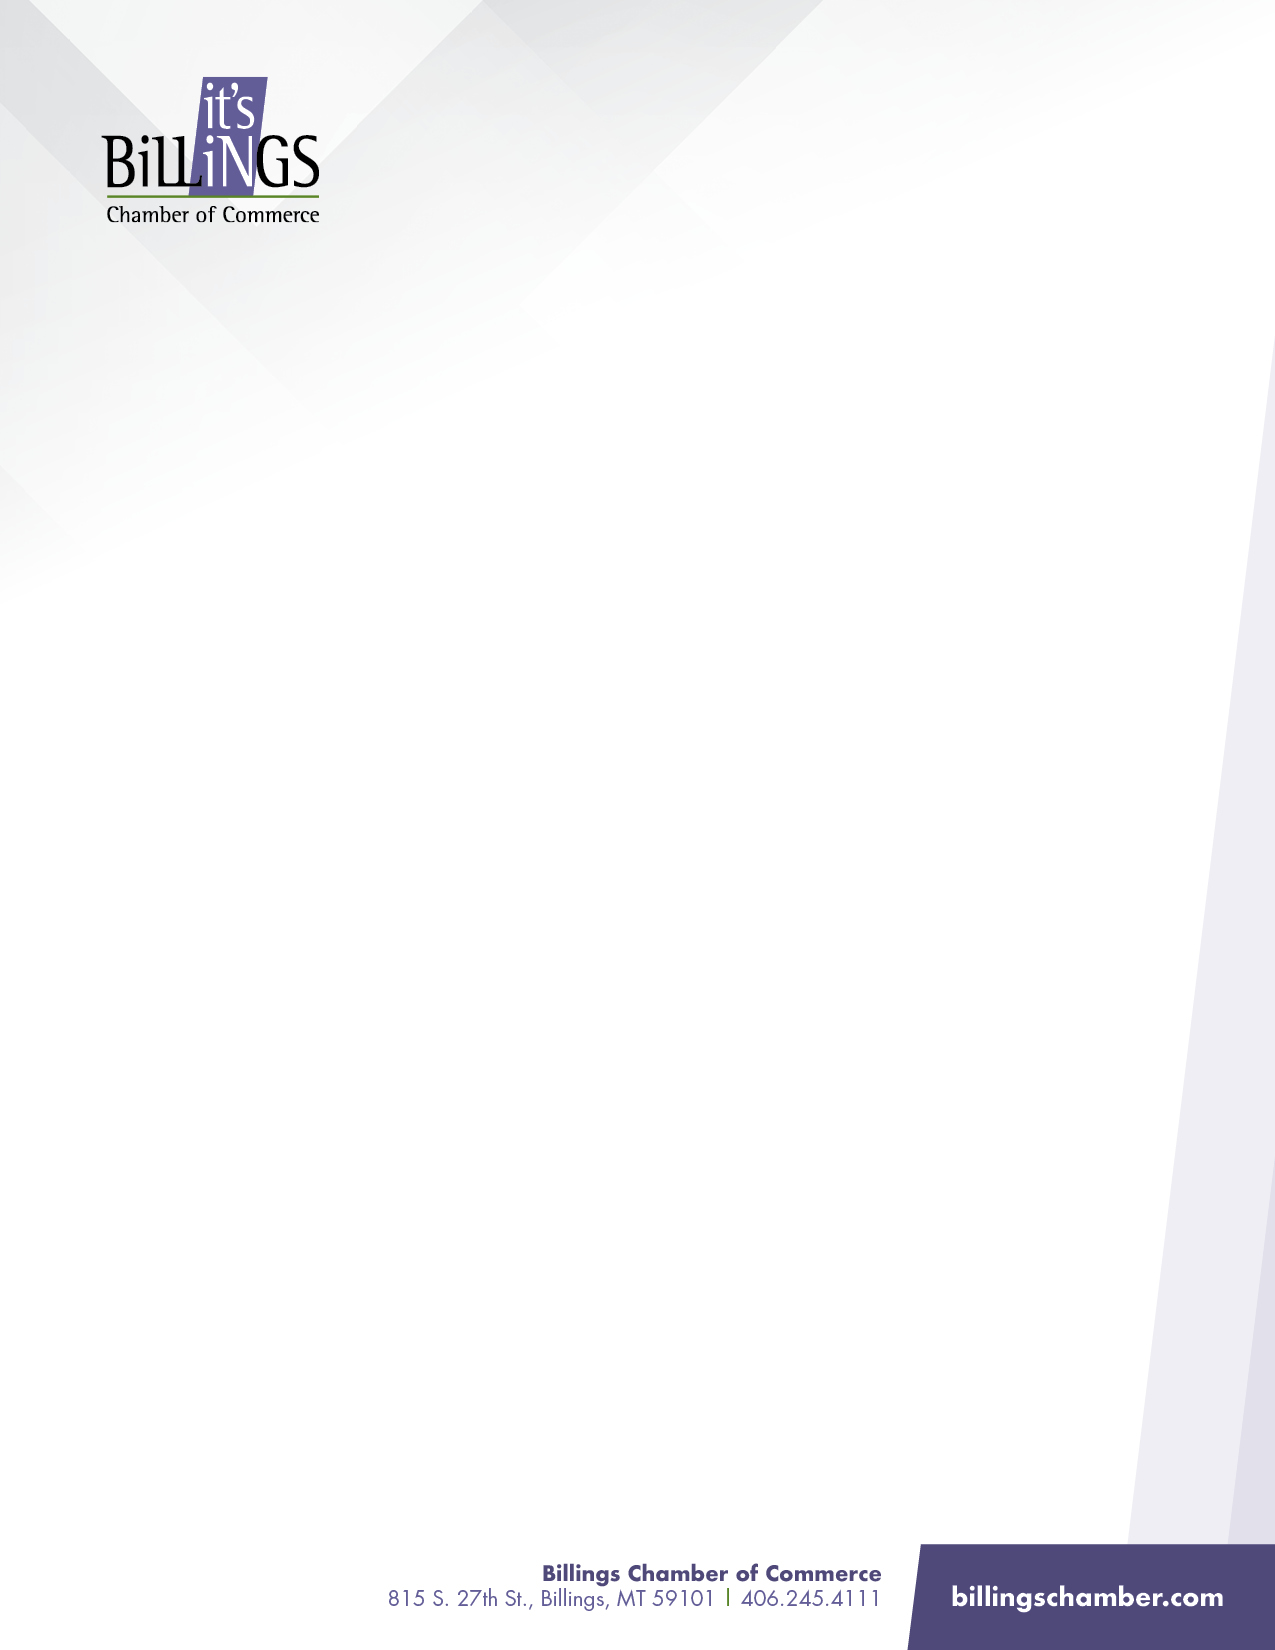 it's
BiLLiNGS
Chamber of Commerce
Billings Chamber of Commerce
815 S. 27th St., Billings, MT 59101 | 406.245.4111
billingschamber.com